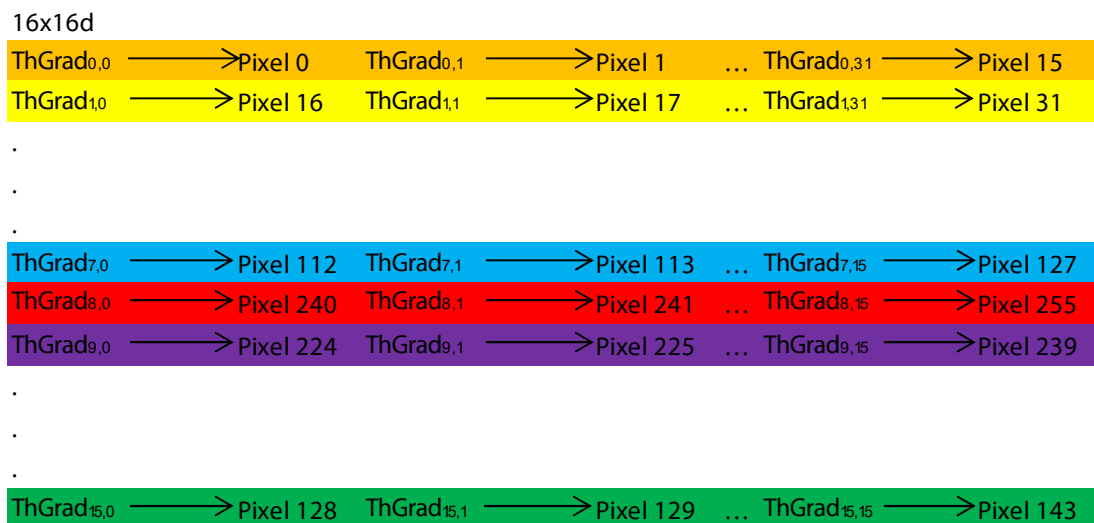 16x16d
ThGrad0,0 → Pixel 0 ThGrad0,1 → Pixel 1 … ThGrad0,31 → Pixel 15
ThGrad1,0 → Pixel 16 ThGrad1,1 → Pixel 17 … ThGrad1,31 → Pixel 31
.
.
.
ThGrad7,0 → Pixel 112 ThGrad7,1 → Pixel 113 … ThGrad7,15 → Pixel 127
ThGrad8,0 → Pixel 240 ThGrad8,1 → Pixel 241 … ThGrad8,15 → Pixel 255
ThGrad9,0 → Pixel 224 ThGrad9,1 → Pixel 225 … ThGrad9,15 → Pixel 239
.
.
.
ThGrad15,0 → Pixel 128 ThGrad15,1 → Pixel 129 … ThGrad15,15 → Pixel 143